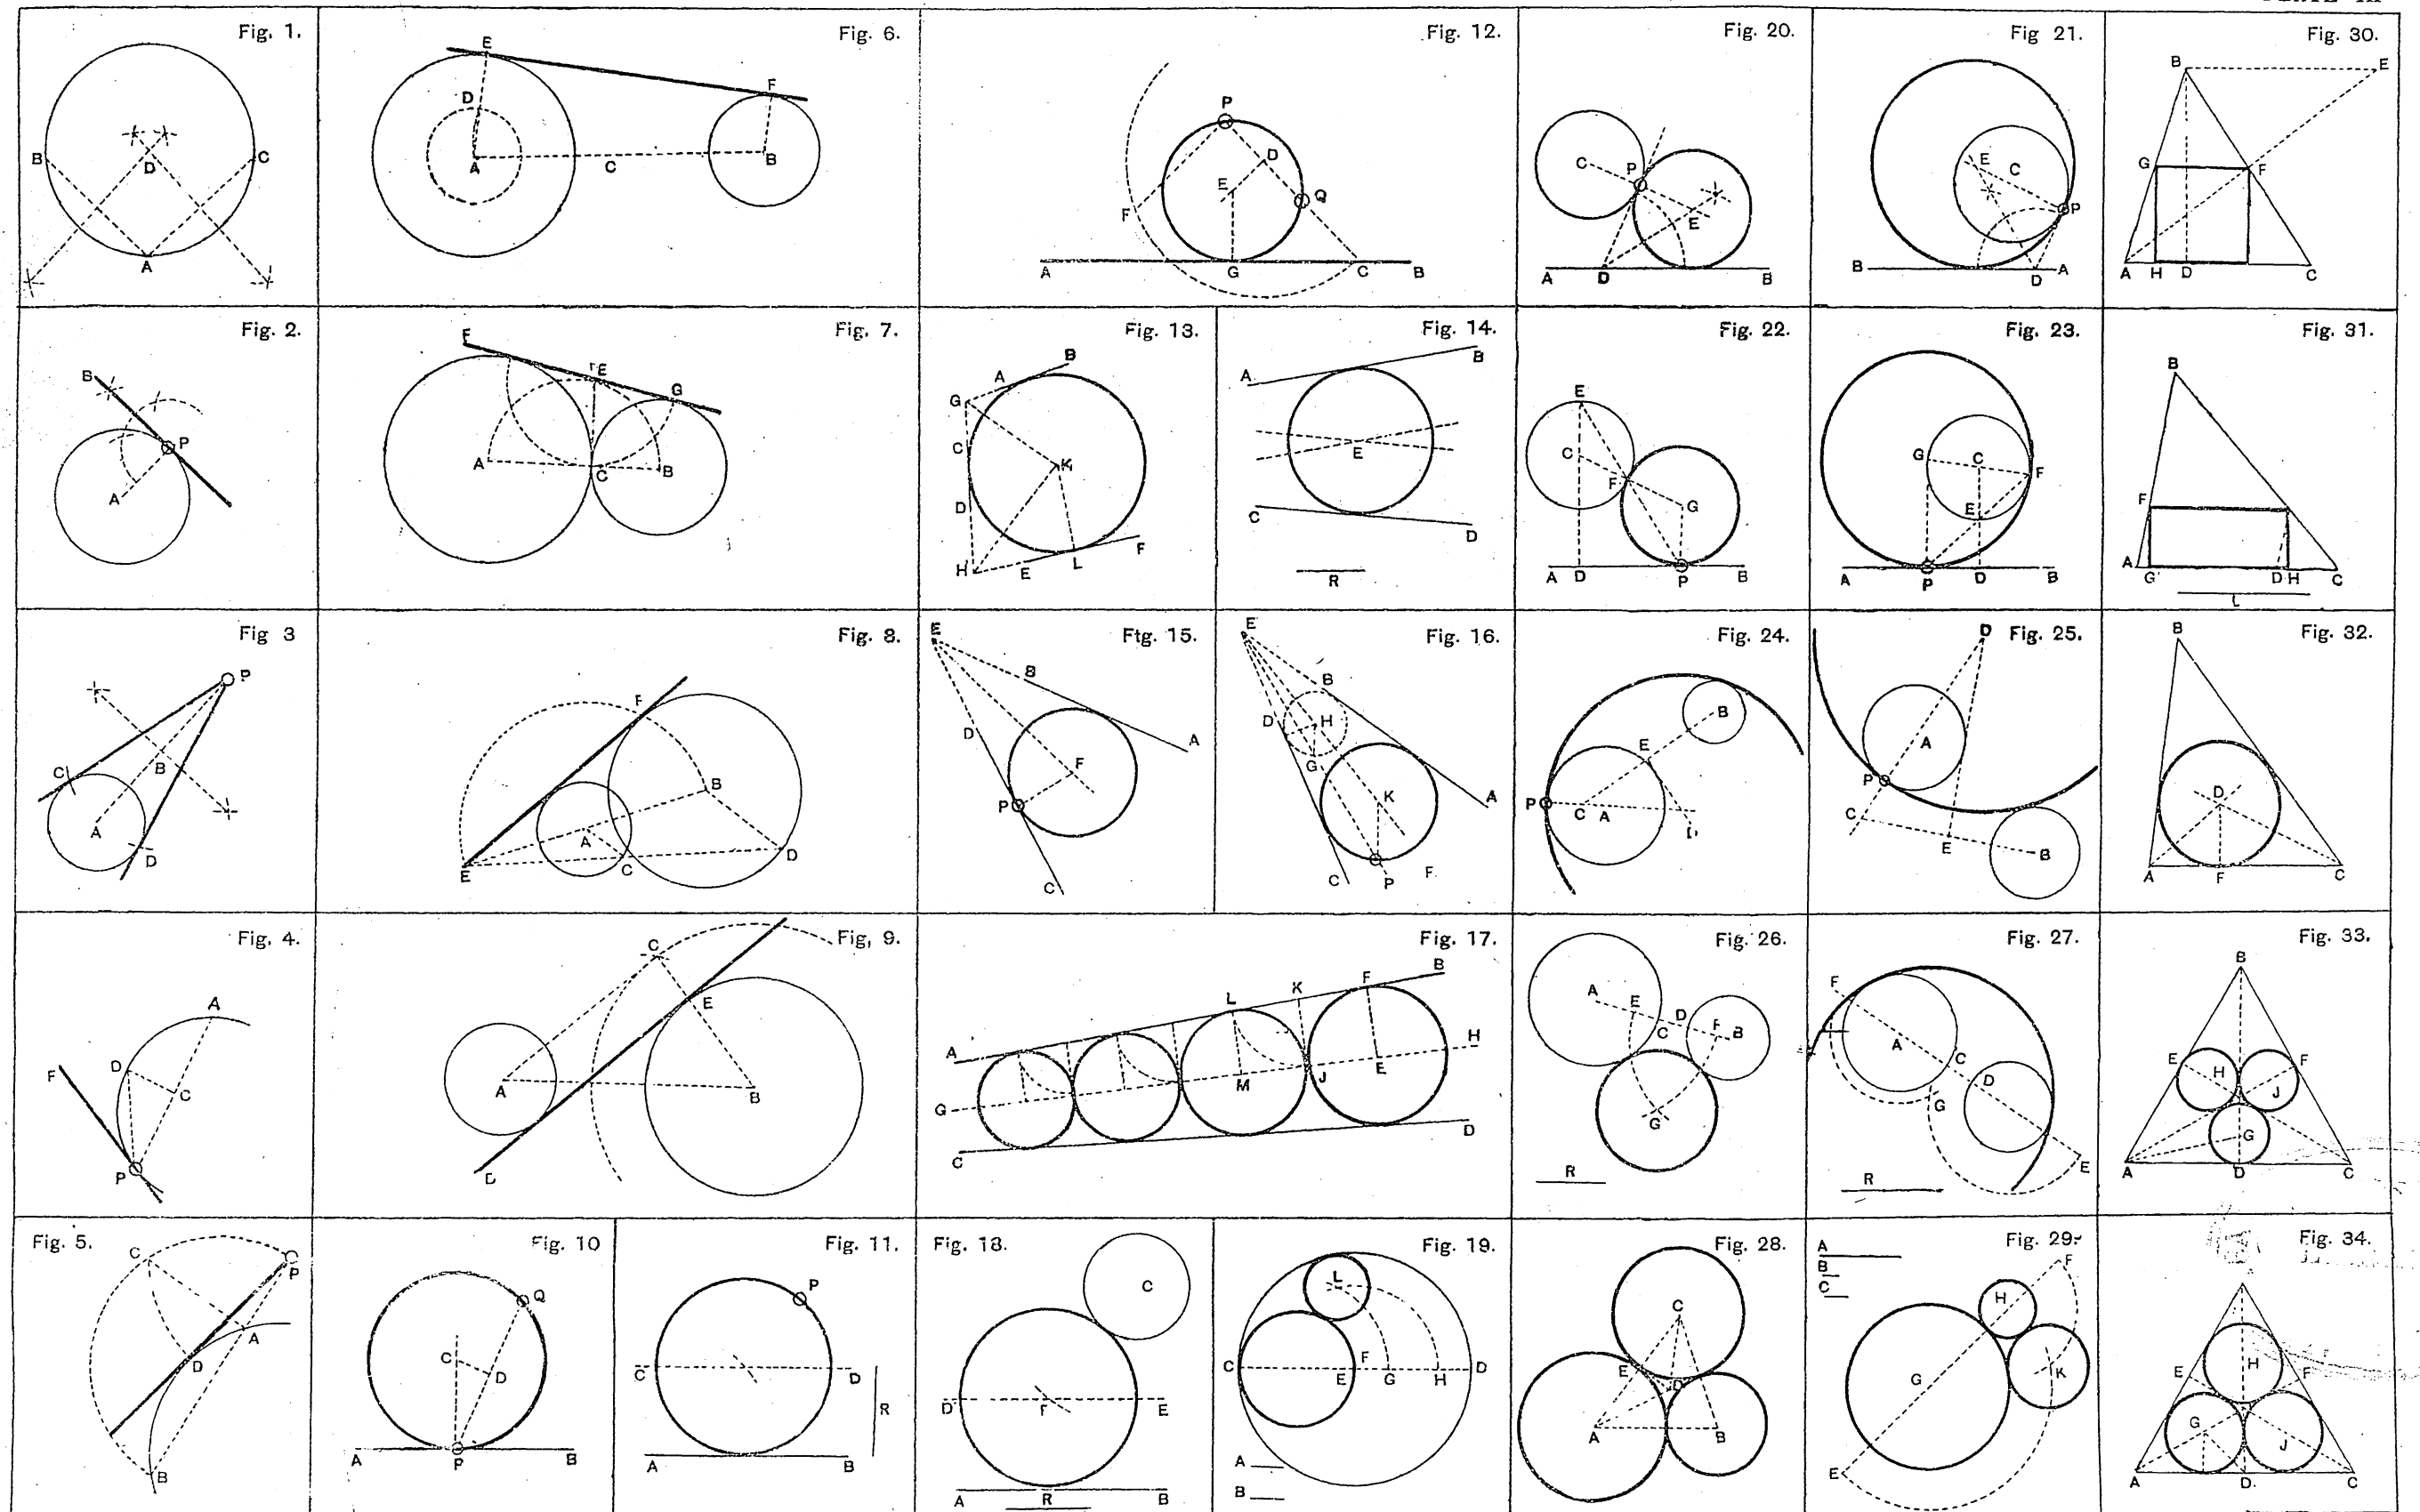 Fig. 1.
B
C
D
A
Fig. 6.
E
F
D
A
C
B
Fig. 12.
P
D
E
Q
F
A
G
C
B
Fig. 20.
C
P
E
A
D
B
Fig 21.
E
C
P
B
D
A
Fig. 30.
B
E
G
F
A
H
D
C
Fig. 2.
B
P
A
Fig. 7.
F
E
G
A
C
B
Fig. 13.
B
A
G
C
K
D
F
H
E
L
Fig. 14.
A
B
E
C
D
R
Fig. 22.
E
C
F
G
A
D
P
B
Fig. 23.
G
C
F
E
A
P
D
B
Fig. 31.
B
F
A
G
D
H
C
L
Fig 3
P
C
B
A
D
Fig. 8.
F
B
A
E
C
D
Ftg. 15.
E
B
D
A
F
P
C
Fig. 16.
E
B
D
H
G
K
A
C
P
F
Fig. 24.
B
E
P
C
A
D
Fig. 25.
D
A
P
C
E
B
Fig. 32.
B
D
A
F
C
Fig. 4.
A
D
C
F
P
Fig, 9.
C
E
A
B
D
Fig. 17.
B
F
K
L
A
H
M
J
E
G
C
D
Fig. 26.
A
E
D
C
F
B
G
R
Fig. 27.
F
A
C
D
G
E
R
Fig. 33.
B
E
H
F
J
G
A
D
C
Fig. 5.
C
P
A
D
B
Fig. 10
Q
C
D
A
P
B
Fig. 11.
P
C
D
R
A
B
Fig. 18.
C
D
F
E
A
R
B
Fig. 19.
L
C
F
E
G
H
D
A
B
Fig. 28.
C
E
D
A
B
Fig. 29.
A
B
C
F
H
G
K
E
Fig. 34.
H
E
F
G
J
A
D.
C